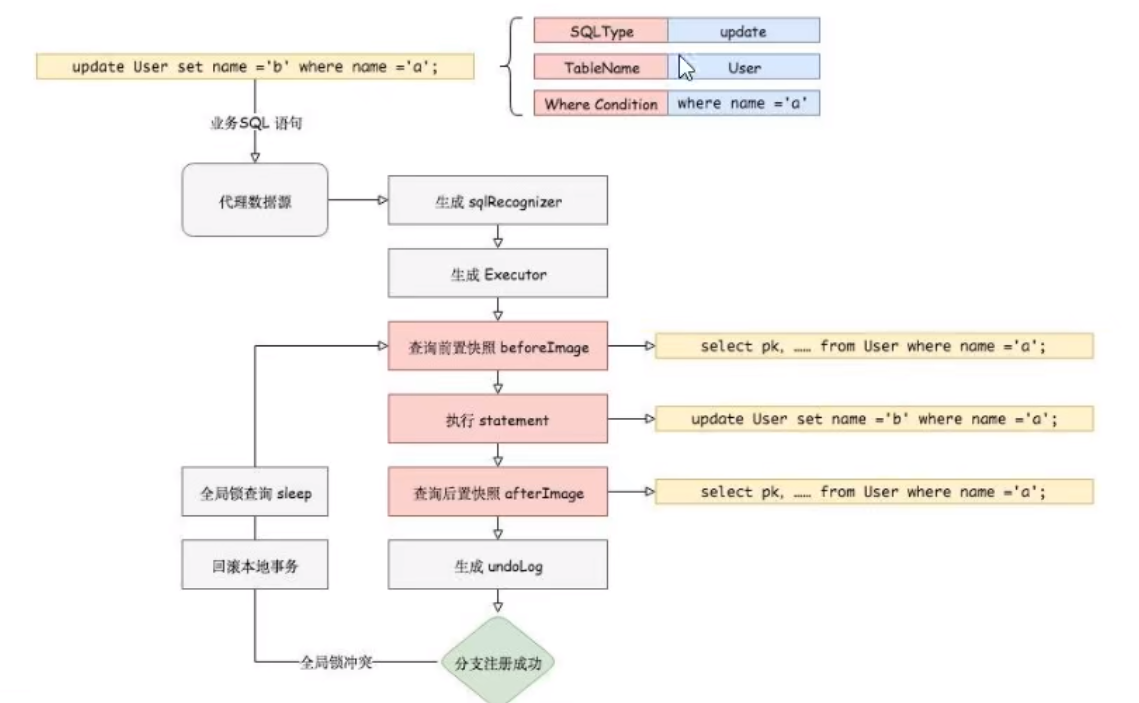 SQLType update
TableName User
Where Condition where name ='a'
update User set name ='b' where name ='a';
业务SQL 语句
代理数据源
生成 sqlRecognizer
生成 Executor
查询前置快照 beforeImage
select pk, …… from User where name ='a';
执行 statement
update User set name ='b' where name ='a';
全局锁查询 sleep
查询后置快照 afterImage
select pk, …… from User where name ='a';
回滚本地事务
生成 undoLog
全局锁冲突
分支注册成功